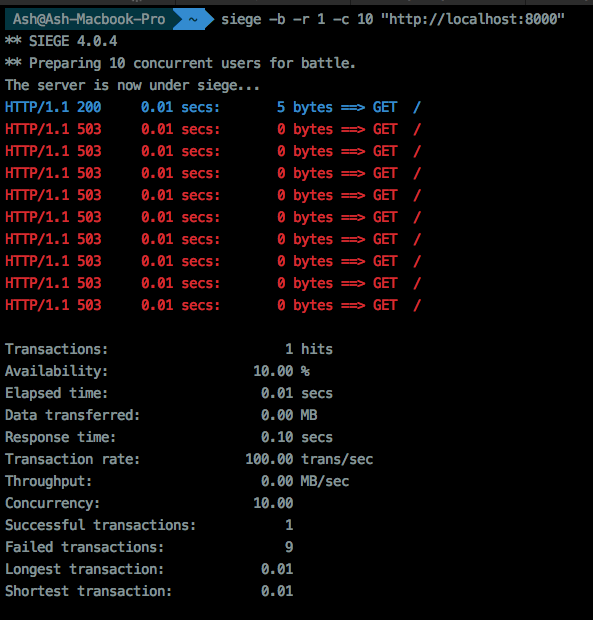 Ash@Ash-Macbook-Pro ~ siege -b -r 1 -c 10 "http://localhost:8000"
** SIEGE 4.0.4
** Preparing 10 concurrent users for battle.
The server is now under siege...
HTTP/1.1 200     0.01 secs:       5 bytes ==> GET  /
HTTP/1.1 503     0.01 secs:       0 bytes ==> GET  /
HTTP/1.1 503     0.01 secs:       0 bytes ==> GET  /
HTTP/1.1 503     0.01 secs:       0 bytes ==> GET  /
HTTP/1.1 503     0.01 secs:       0 bytes ==> GET  /
HTTP/1.1 503     0.01 secs:       0 bytes ==> GET  /
HTTP/1.1 503     0.01 secs:       0 bytes ==> GET  /
HTTP/1.1 503     0.01 secs:       0 bytes ==> GET  /
HTTP/1.1 503     0.01 secs:       0 bytes ==> GET  /
HTTP/1.1 503     0.01 secs:       0 bytes ==> GET  /
Transactions:                      1 hits
Availability:                  10.00 %
Elapsed time:                   0.01 secs
Data transferred:               0.00 MB
Response time:                  0.10 secs
Transaction rate:             100.00 trans/sec
Throughput:                     0.00 MB/sec
Concurrency:                   10.00
Successful transactions:           1
Failed transactions:               9
Longest transaction:            0.01
Shortest transaction:           0.01